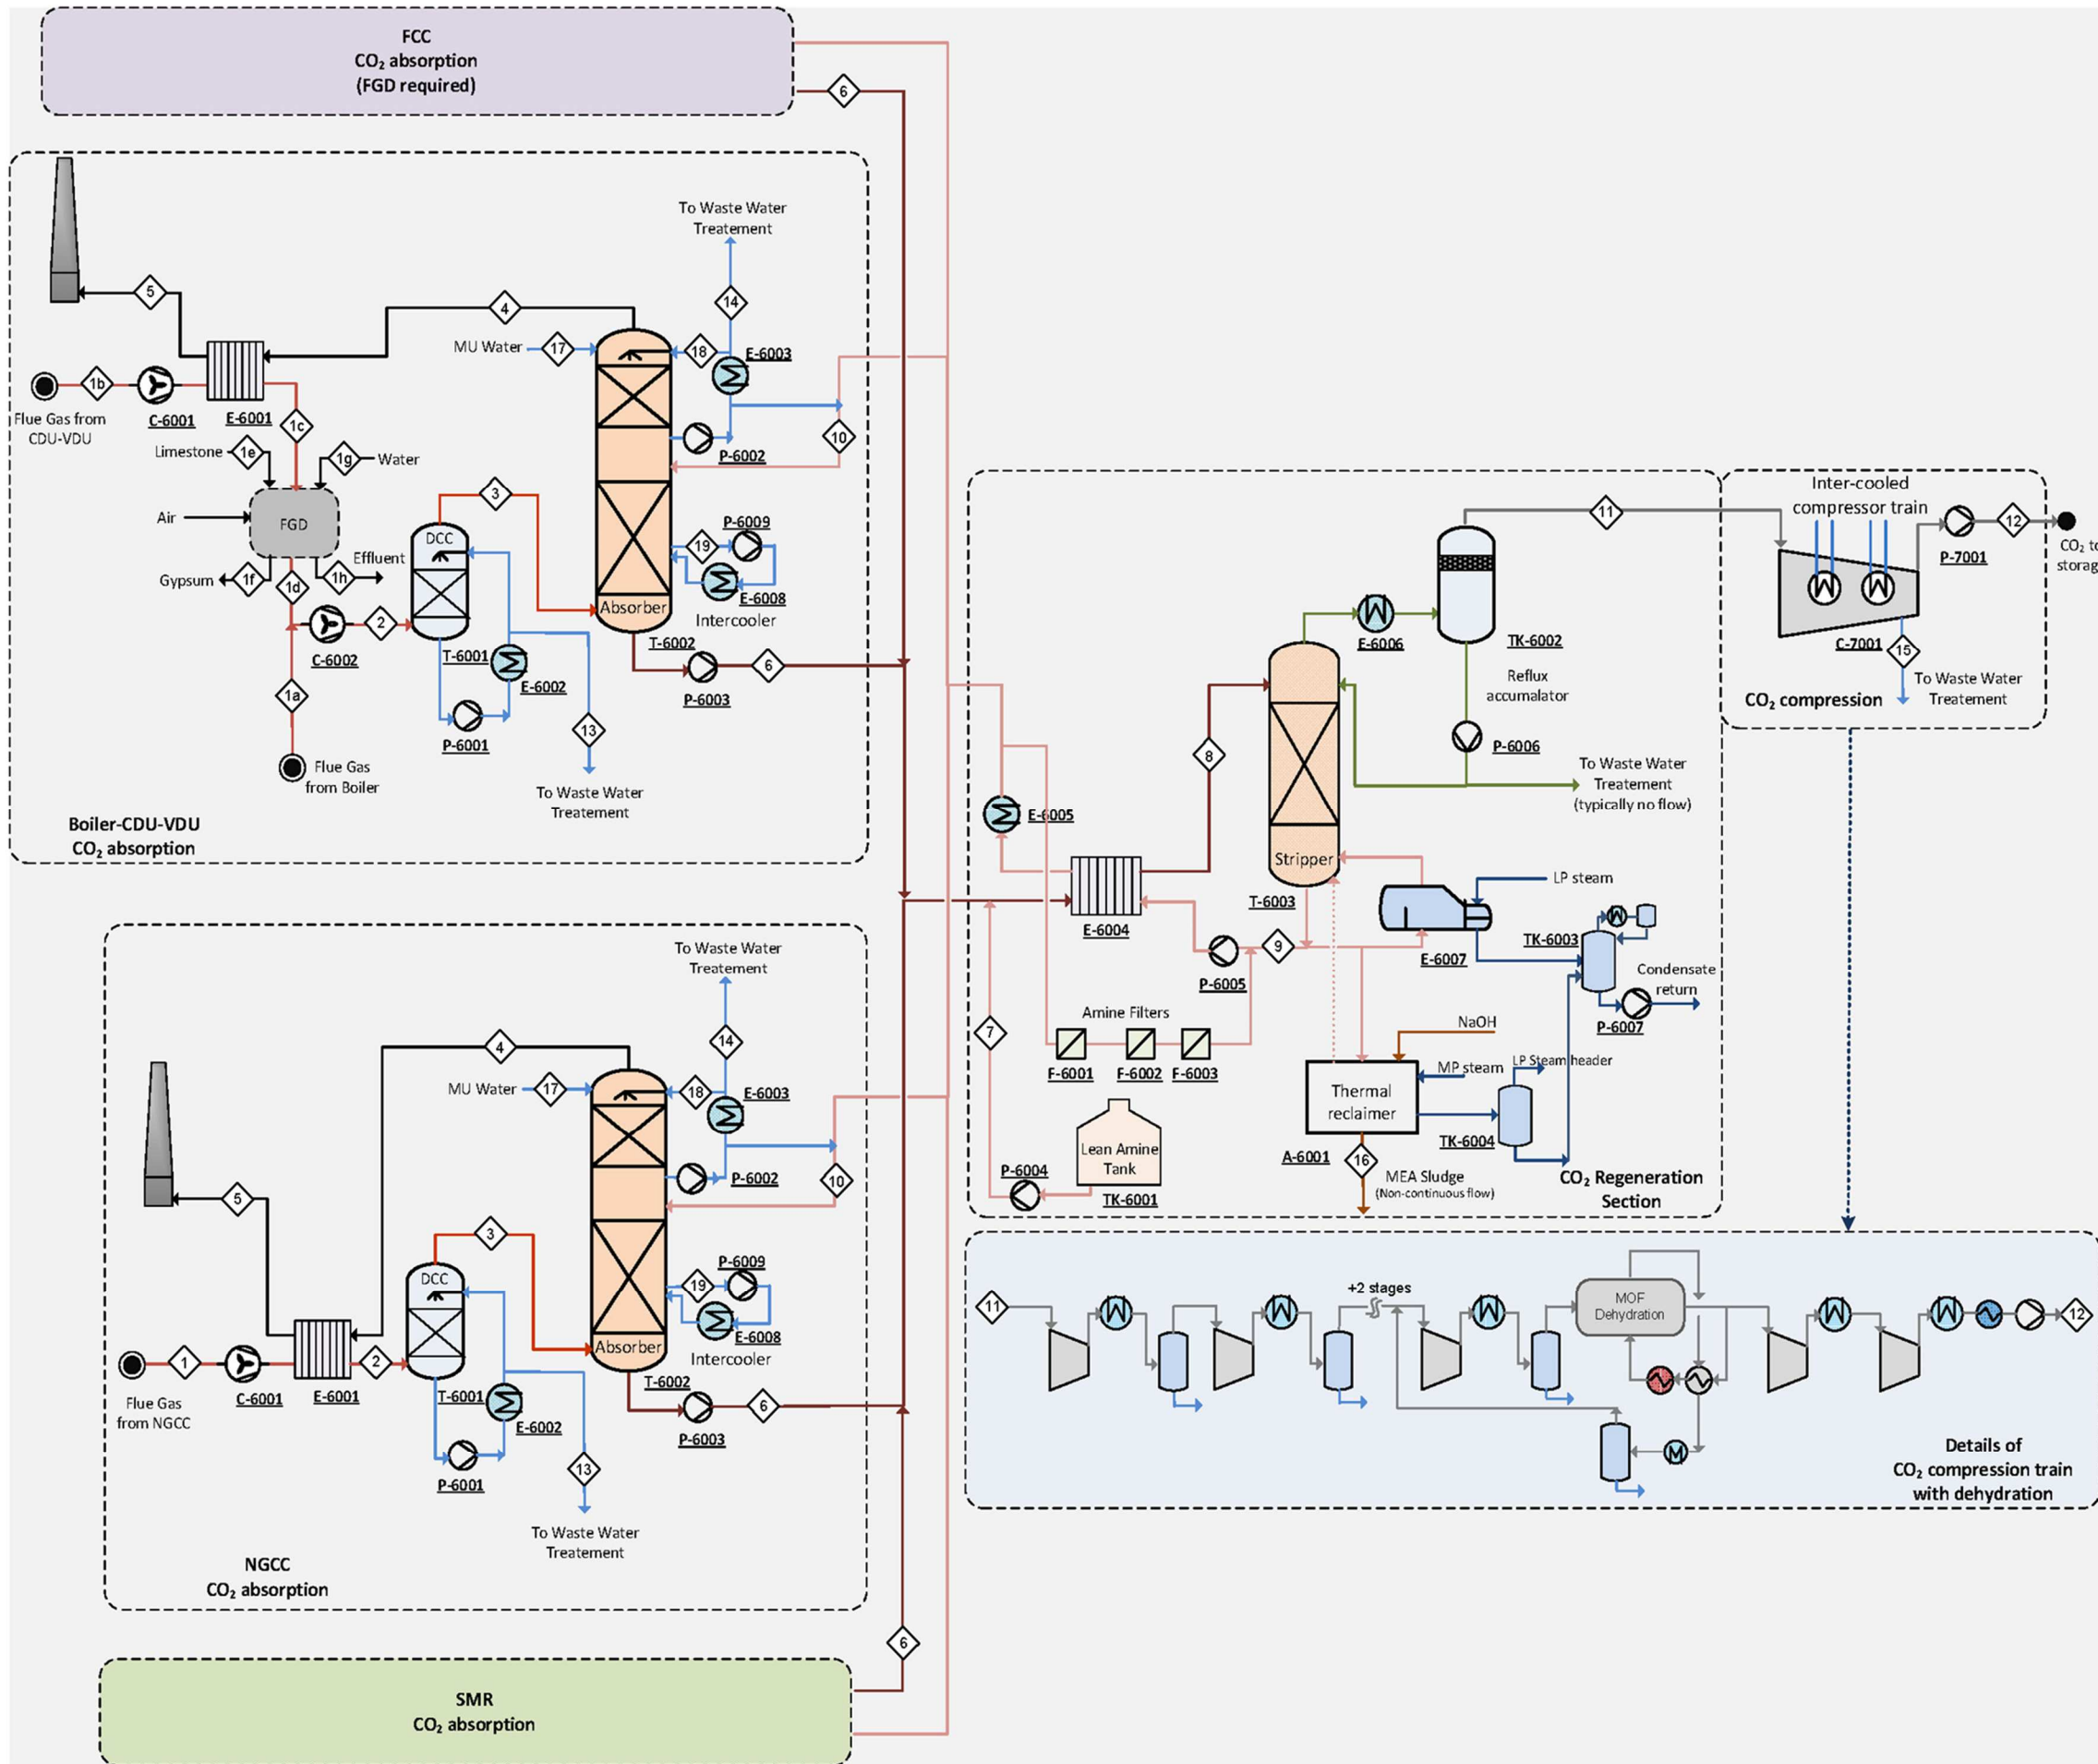 FCC
CO₂ absorption
(FGD required)
6
To Waste Water
Treatement
5
4
14
MU Water
17
18
E-6003
1b
Flue Gas from
CDU-VDU
C-6001
E-6001
1c
10
P-6002
Limestone
1e
1g
Water
3
Air
FGD
DCC
P-6009
19
Effluent
Gypsum
1f
1d
1h
E-6008
Absorber
Intercooler
2
C-6002
T-6001
T-6002
E-6002
6
P-6003
1a
P-6001
13
Flue Gas
from Boiler
To Waste Water
Treatement
Boiler-CDU-VDU
CO₂ absorption
To Waste Water
Treatement
4
14
MU Water
17
18
E-6003
P-6002
10
5
3
DCC
P-6009
19
E-6008
Absorber
Intercooler
1
2
Flue Gas
from NGCC
C-6001
E-6001
T-6001
T-6002
E-6002
6
P-6003
P-6001
13
To Waste Water
Treatement
NGCC
CO₂ absorption
6
SMR
CO₂ absorption
11
E-6006
TK-6002
Reflux
accumalator
8
P-6006
To Waste Water
Treatement
(typically no flow)
E-6005
Stripper
LP steam
T-6003
E-6004
TK-6003
9
E-6007
Condensate
return
P-6005
P-6007
7
Amine Filters
NaOH
F-6001
F-6002
F-6003
MP steam
LP Steam header
Thermal
reclaimer
TK-6004
Lean Amine
Tank
A-6001
16
P-6004
TK-6001
MEA Sludge
(Non-continuous flow)
CO₂ Regeneration
Section
Inter-cooled
compressor train
12
P-7001
CO₂ to
storag
C-7001
15
To Waste Water
Treatement
CO₂ compression
11
+2 stages
MOF
Dehydration
12
Details of
CO₂ compression train
with dehydration